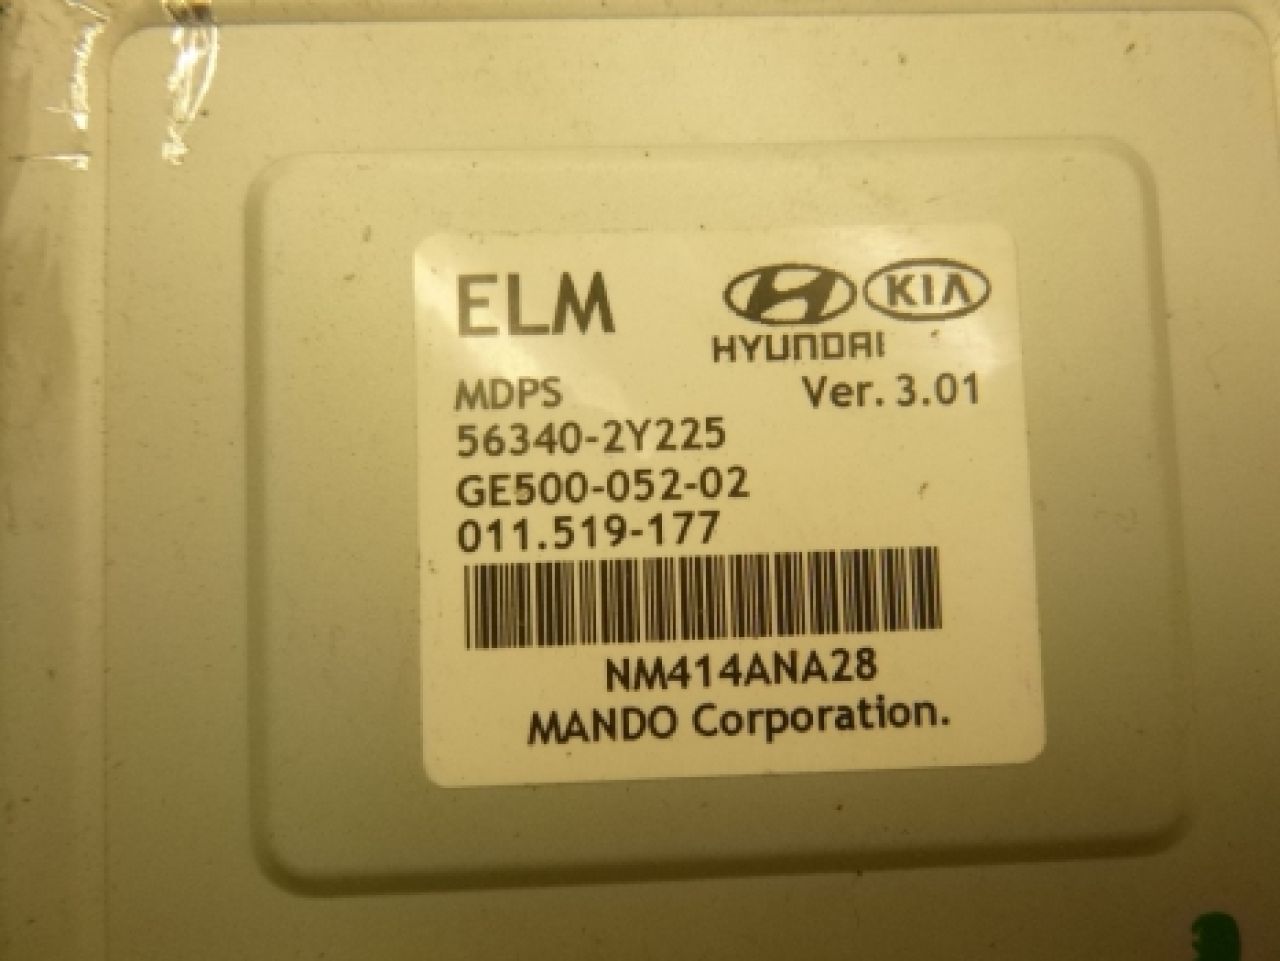 ELM
KIA
HYUNDAI
MDPS Ver. 3.01
56340-2Y225
GE500-052-02
011.519-177
NM414ANA28
MANDO Corporation.